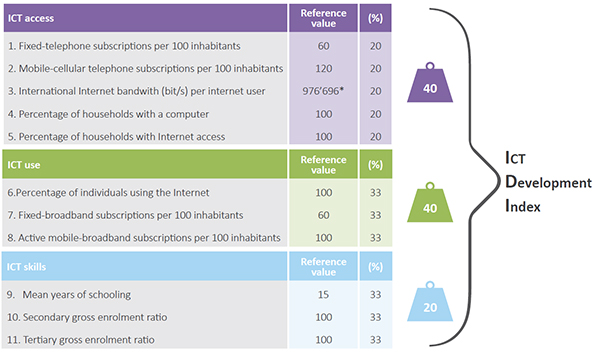 ICT access Reference value (%)
1. Fixed-telephone subscriptions per 100 inhabitants 60 20
2. Mobile-cellular telephone subscriptions per 100 inhabitants 120 20
3. International Internet bandwith (bit/s) per internet user 976’696* 20
4. Percentage of households with a computer 100 20
5. Percentage of households with Internet access 100 20
40
ICT use Reference value (%)
6.Percentage of individuals using the Internet 100 33
7. Fixed-broadband subscriptions per 100 inhabitants 60 33
8. Active mobile-broadband subscriptions per 100 inhabitants 100 33
40
ICT skills Reference value (%)
9. Mean years of schooling 15 33
10. Secondary gross enrolment ratio 100 33
11. Tertiary gross enrolment ratio 100 33
20
ICT
Development
Index